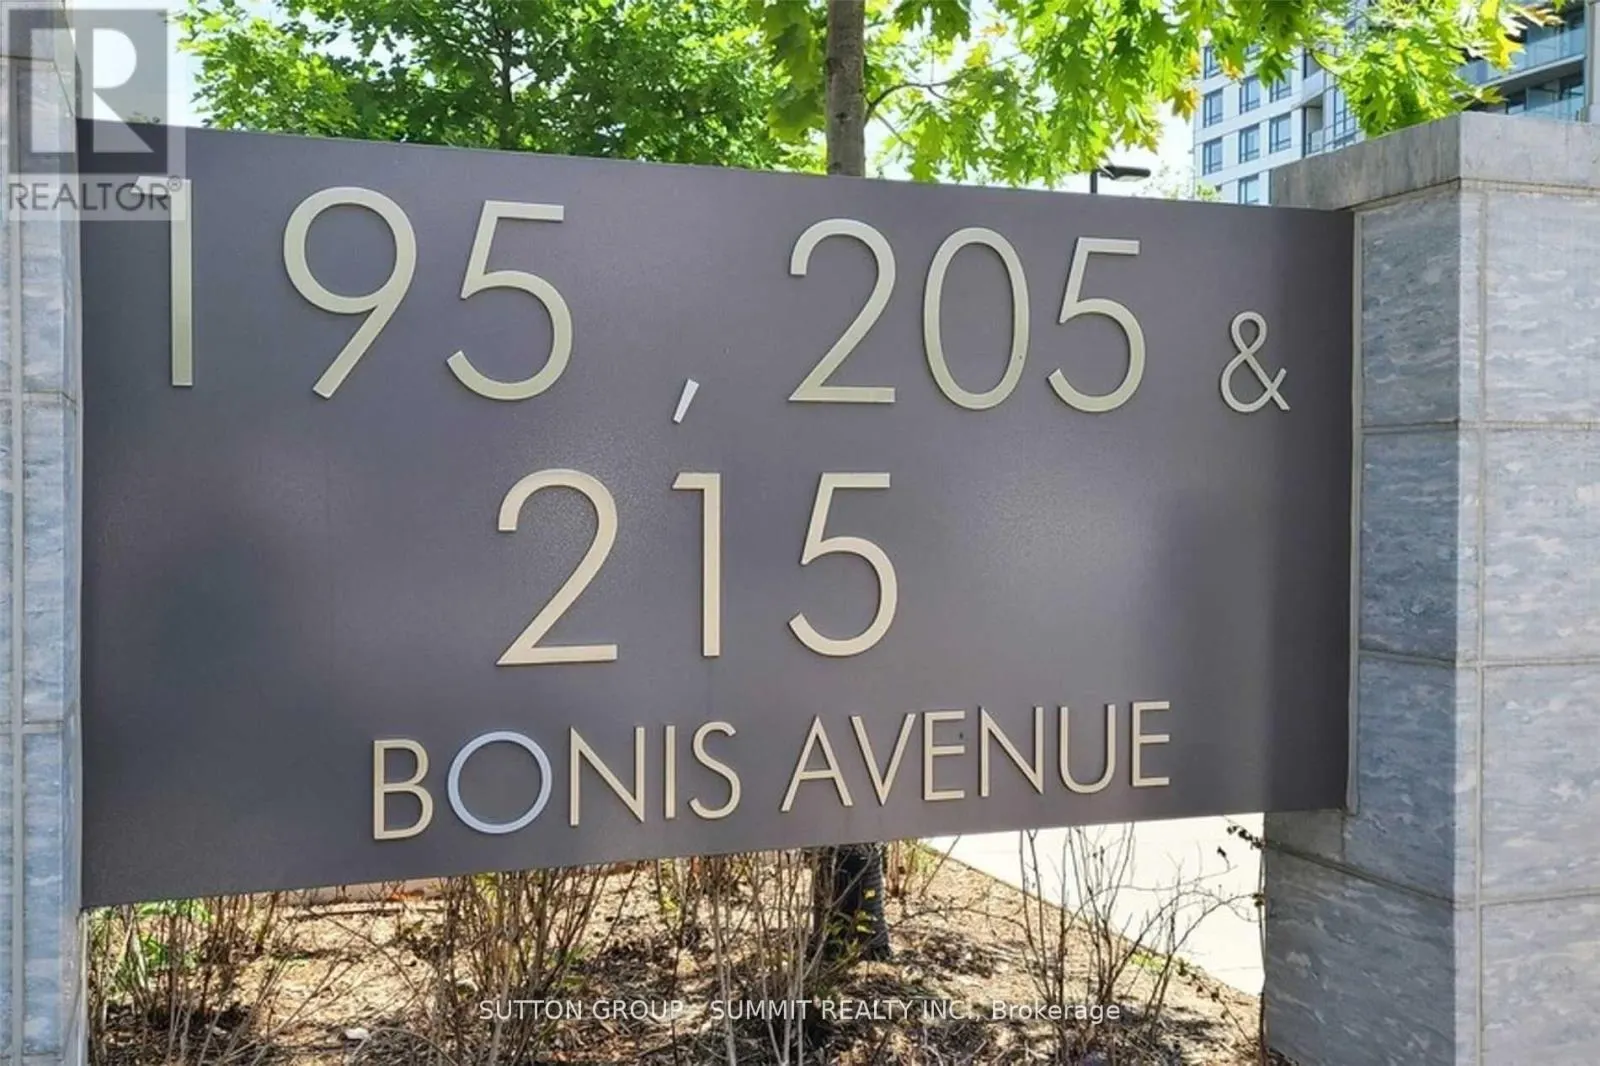 REALTOR®
195, 205 &
215
BONIS AVENUE
SUTTON GROUP - SUMMIT REALTY INC., Brokerage